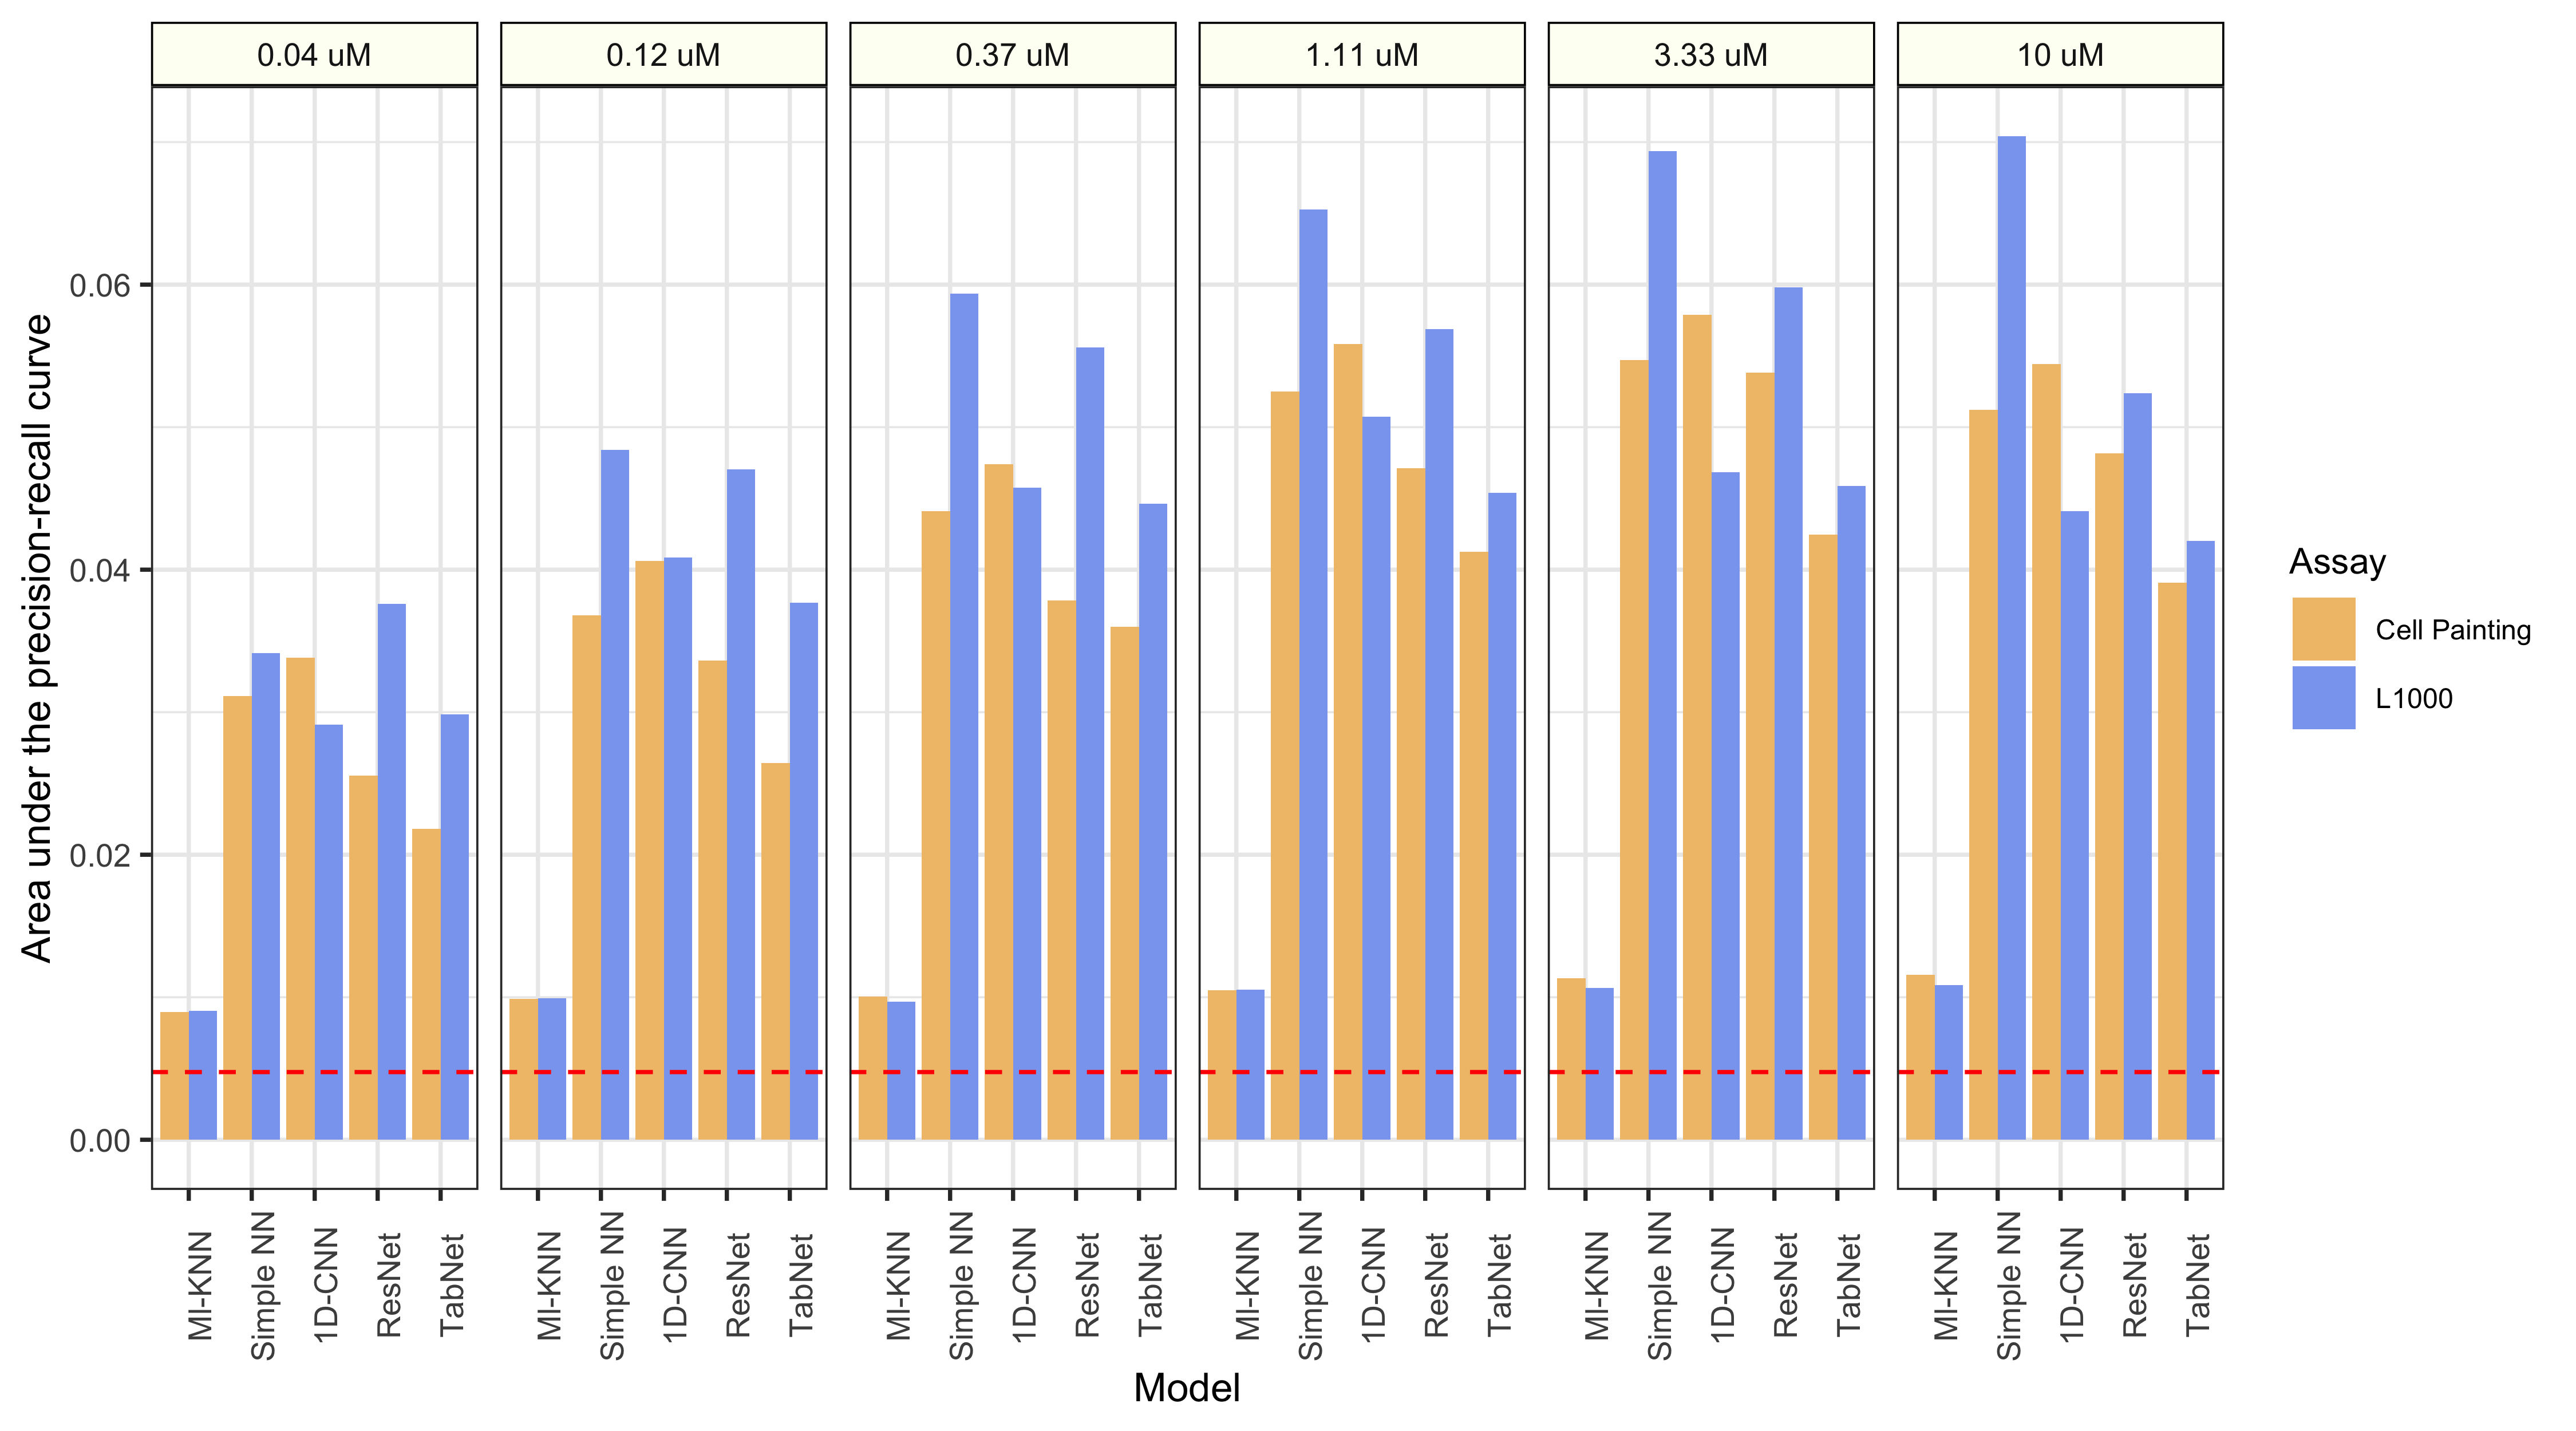 0.04 uM
0.12 uM
0.37 uM
1.11 uM
3.33 uM
10 uM
Area under the precision-recall curve
0.06
0.04
0.02
0.00
MI-KNN
Simple NN
1D-CNN
ResNet
TabNet
MI-KNN
Simple NN
1D-CNN
ResNet
TabNet
MI-KNN
Simple NN
1D-CNN
ResNet
TabNet
MI-KNN
Simple NN
1D-CNN
ResNet
TabNet
MI-KNN
Simple NN
1D-CNN
ResNet
TabNet
MI-KNN
Simple NN
1D-CNN
ResNet
TabNet
Model
Assay
Cell Painting
L1000